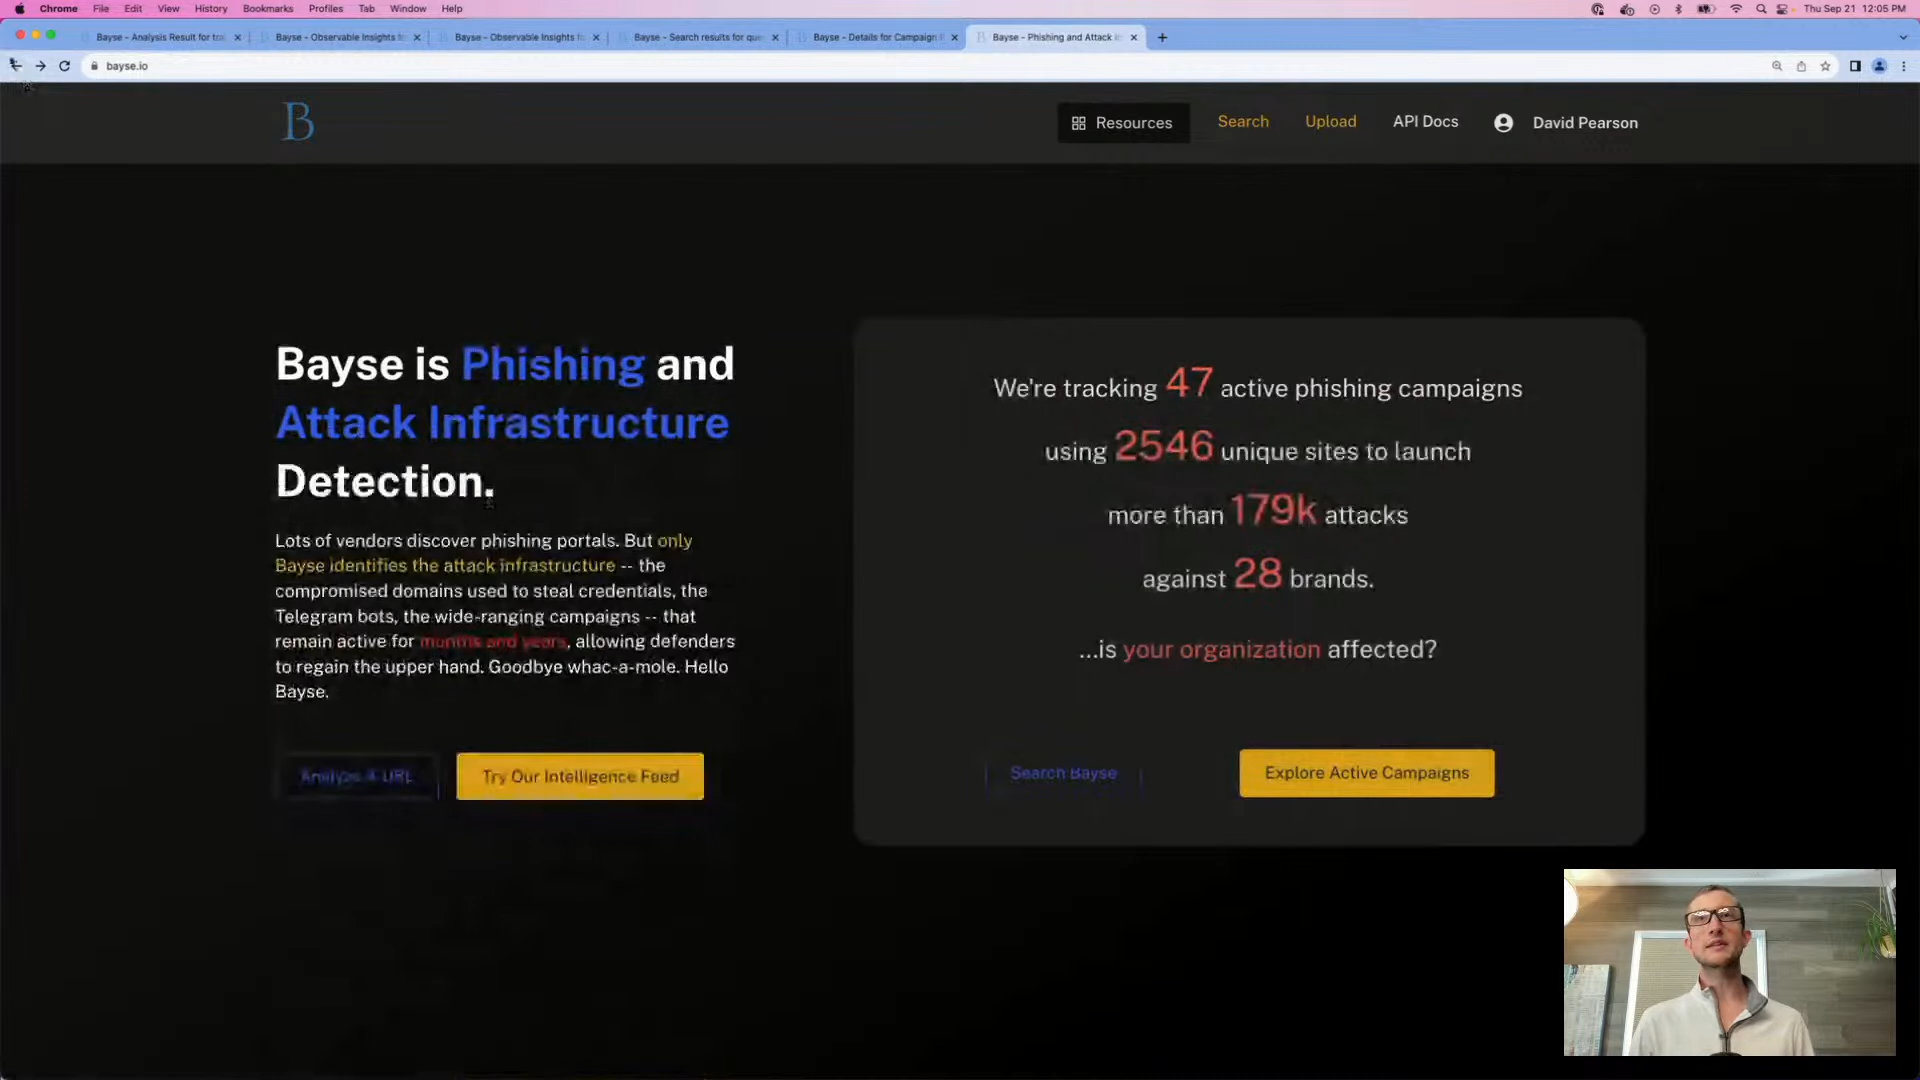 Chrome File Edit View History Bookmarks Profiles Tab Window Help Thu Sep 21 12:05 PM
Bayse - Analysis Result for tra Bayse - Observable Insights fo Bayse - Observable Insights fo Bayse - Search results for que Bayse - Details for Campaign Bayse - Phishing and Attack
bayse.io
B Resources Search Upload API Docs David Pearson
Bayse is Phishing and
Attack Infrastructure
Detection.
Lots of vendors discover phishing portals. But only
Bayse identifies the attack infrastructure -- the
compromised domains used to steal credentials, the
Telegram bots, the wide-ranging campaigns -- that
remain active for months and years, allowing defenders
to regain the upper hand. Goodbye whac-a-mole. Hello
Bayse.
Analyze A URL Try Our Intelligence Feed
We're tracking 47 active phishing campaigns
using 2546 unique sites to launch
more than 179k attacks
against 28 brands.
...is your organization affected?
Search Bayse Explore Active Campaigns